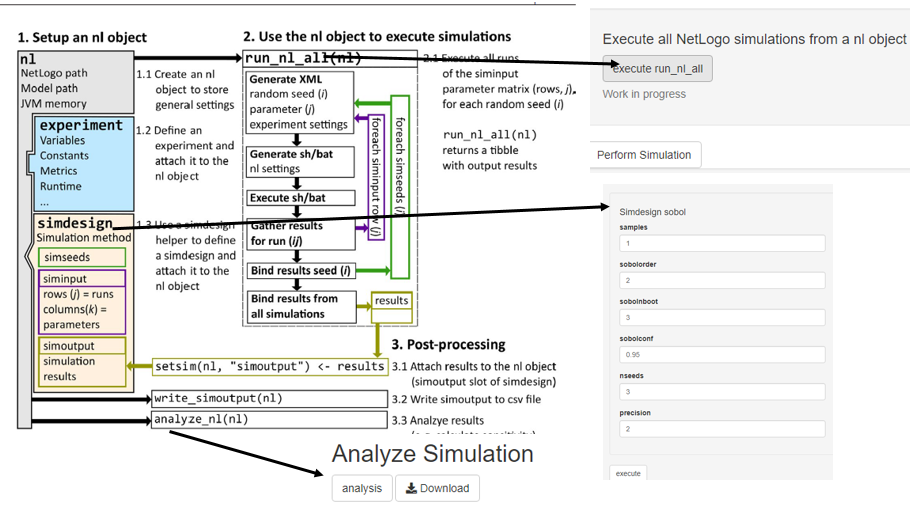 1. Setup an nl object
nl
NetLogo path
Model path
JVM memory
experiment
Variables
Constants
Metrics
Runtime
...
simdesign
Simulation method
simseeds
siminput
rows (j) = runs
columns(k) =
parameters
simoutput
simulation
results
1.1 Create an nl
object to store
general settings
1.2 Define an
experiment and
attach it to the
nl object
1.3 Use a simdesign
helper to define
a simdesign and
attach it to the
nl object
2. Use the nl object to execute simulations
run_nl_all(nl)
Generate XML
random seed (i)
parameter (j)
experiment settings
Generate sh/bat
nl settings
Execute sh/bat
Gather results
for run (ij)
Bind results seed (i)
Bind results from
all simulations
foreach siminput row (j)
foreach simseeds (i)
results
2.1 Execute all runs
of the siminput
parameter matrix (rows, j),
for each random seed (i)
run_nl_all(nl)
returns a tibble
with output results
3. Post-processing
setsim(nl, "simoutput") <- results
3.1 Attach results to the nl object
(simoutput slot of simdesign)
write_simoutput(nl)
3.2 Write simoutput to csv file
analyze_nl(nl)
3.3 Analzye results
Analyze Simulation
analysis
Download
Execute all NetLogo simulations from a nl object
execute run_nl_all
Work in progress
Perform Simulation
Simdesign sobol
samples
1
sobolorder
2
sobolnboot
3
sobolconf
0.95
nseeds
3
precision
2
execute